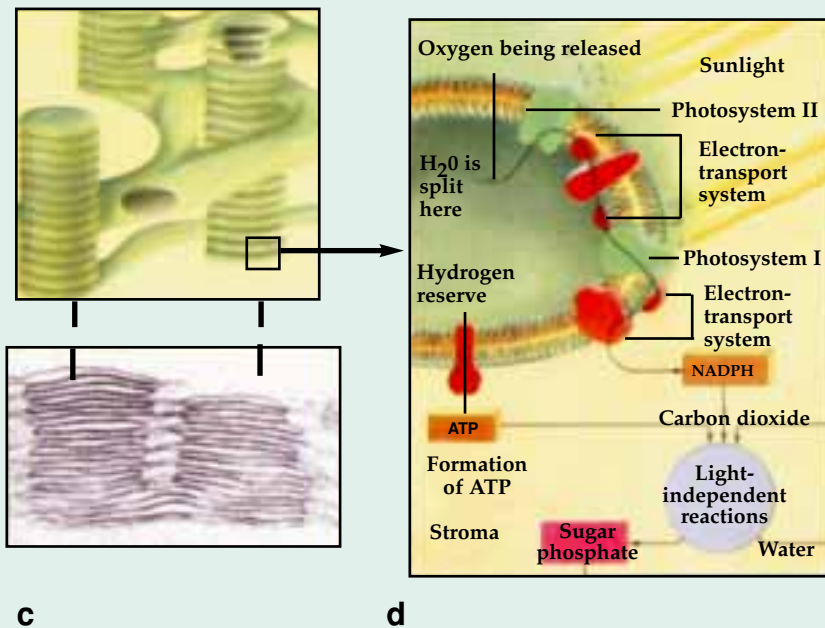 Oxygen being released
Sunlight
Photosystem II
Electron-
transport
system
H20 is
split
here
Photosystem I
Hydrogen
reserve
Electron-
transport
system
NADPH
ATP
Carbon dioxide
Formation
of ATP
Light-
independent
reactions
Stroma
Sugar
phosphate
Water
c
d